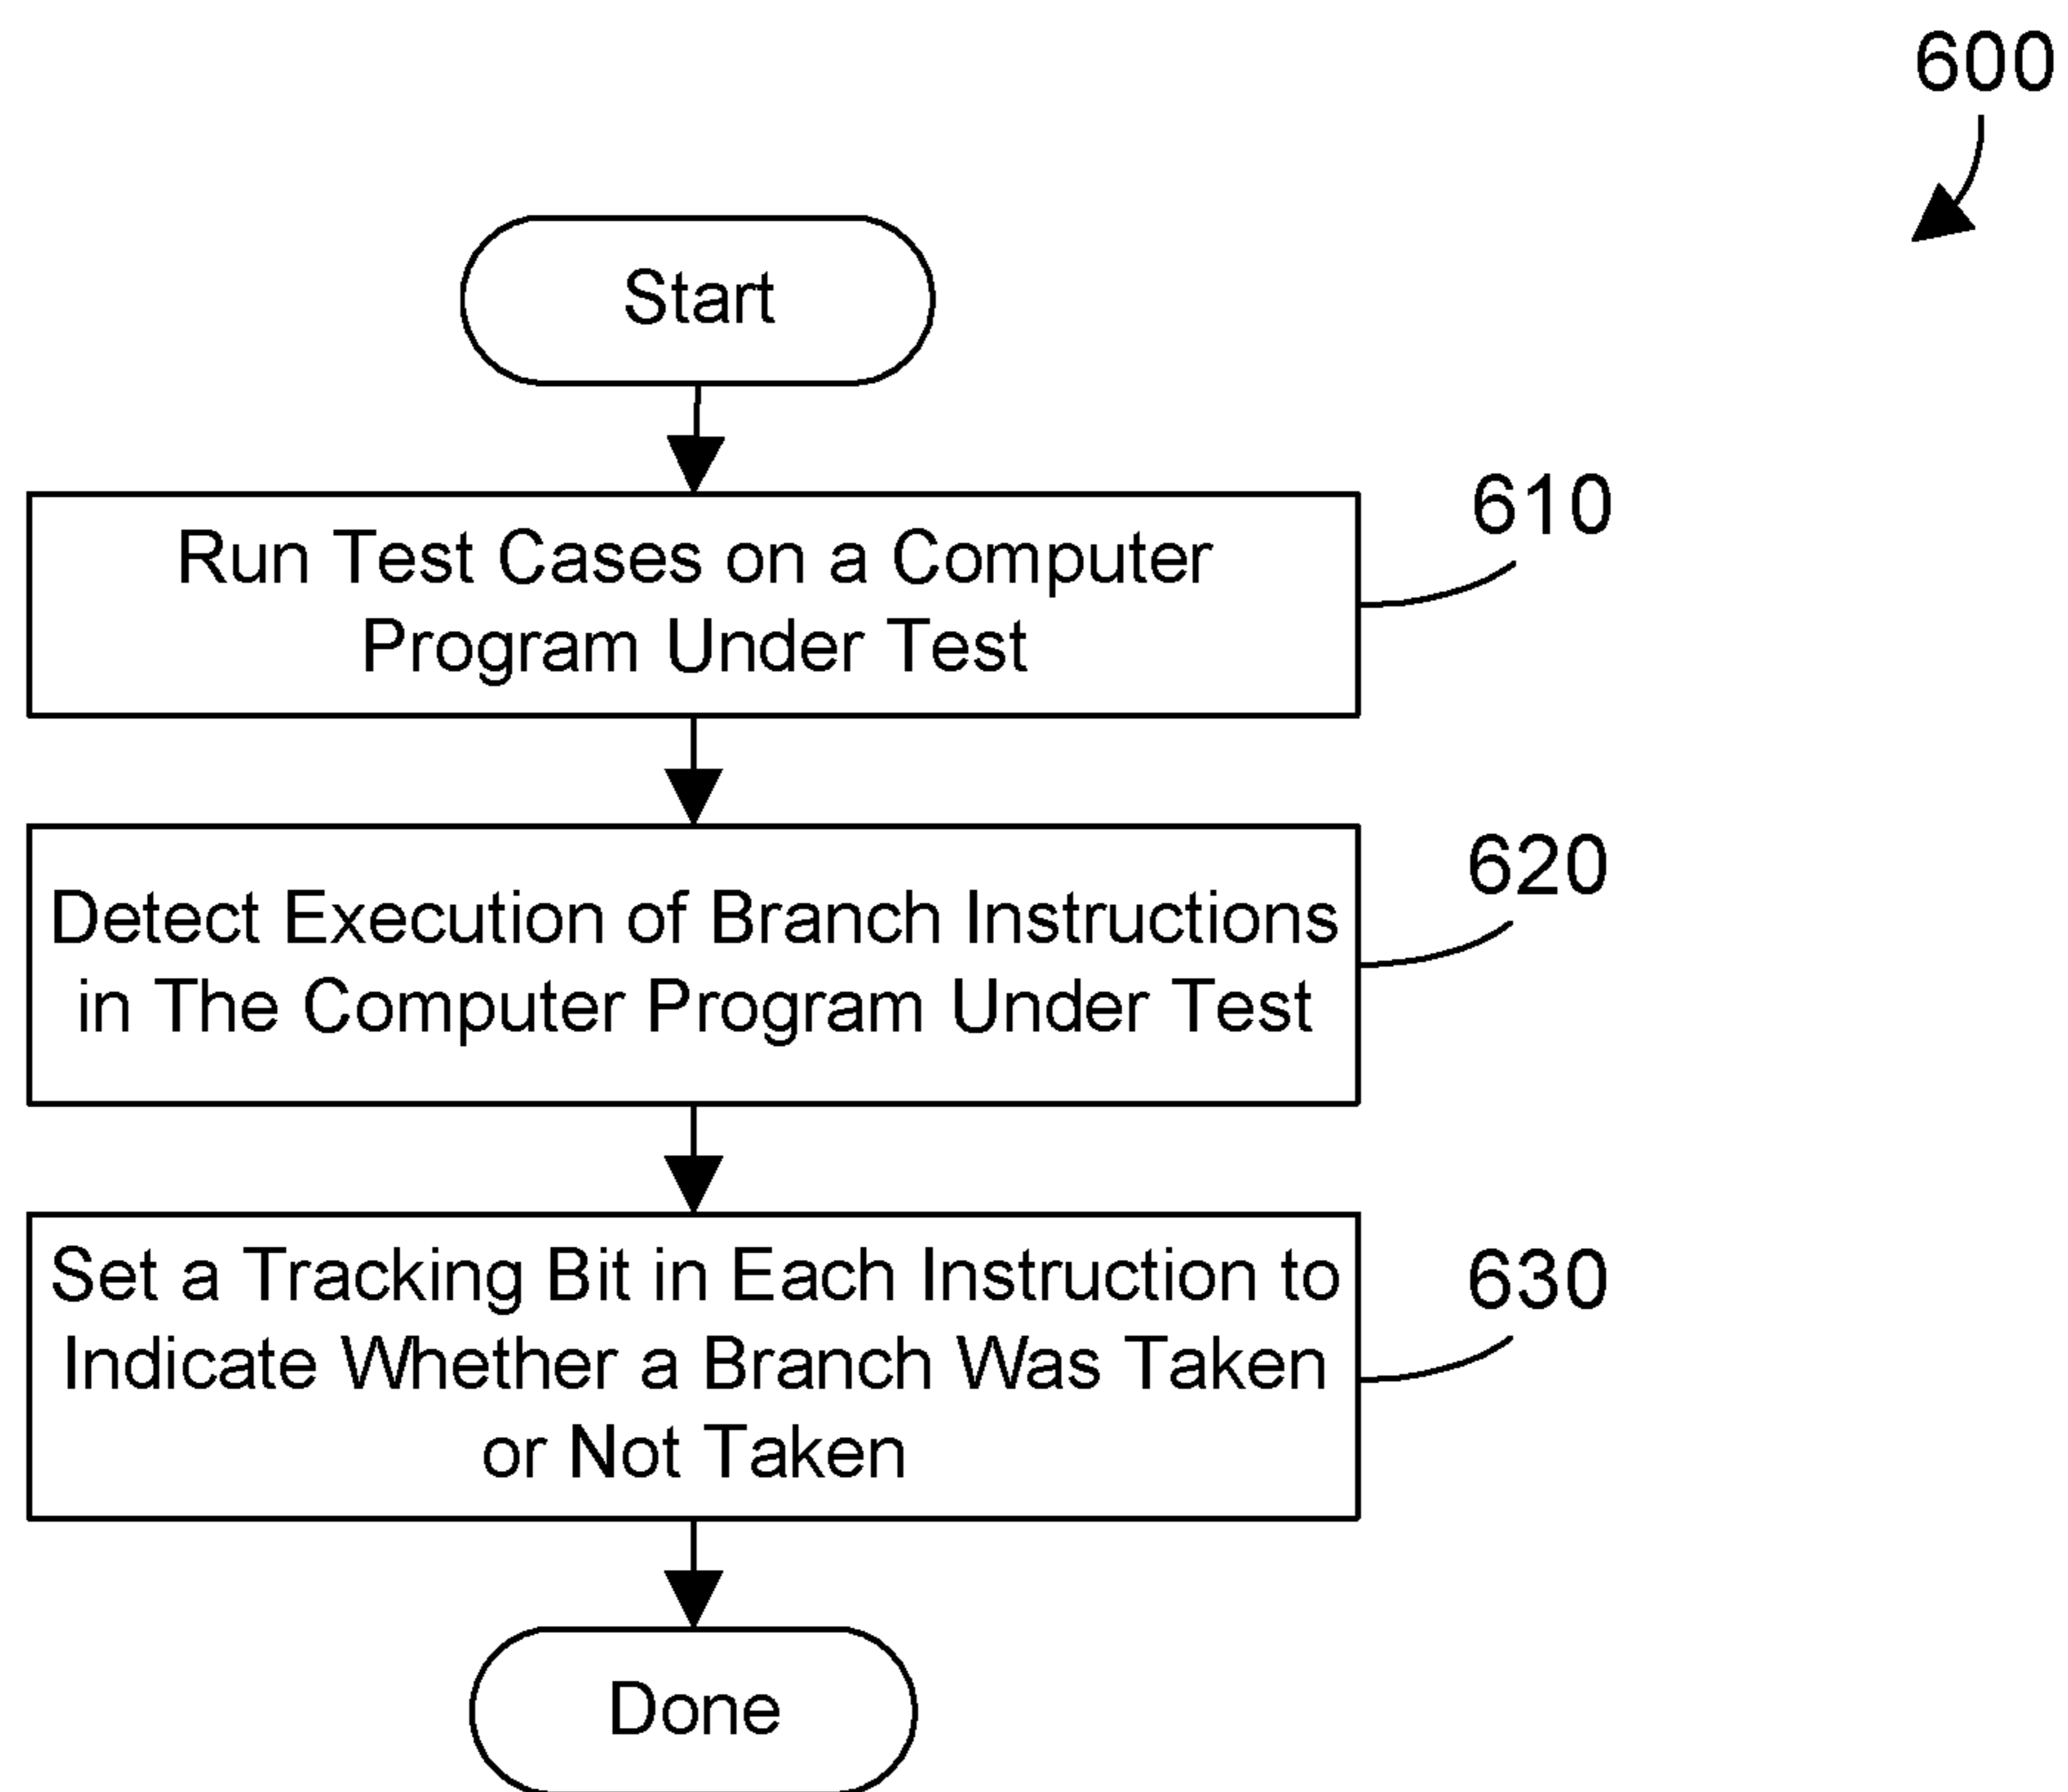 600
Start
Run Test Cases on a Computer
Program Under Test
610
Detect Execution of Branch Instructions
in The Computer Program Under Test
620
Set a Tracking Bit in Each Instruction to
Indicate Whether a Branch Was Taken
or Not Taken
630
Done